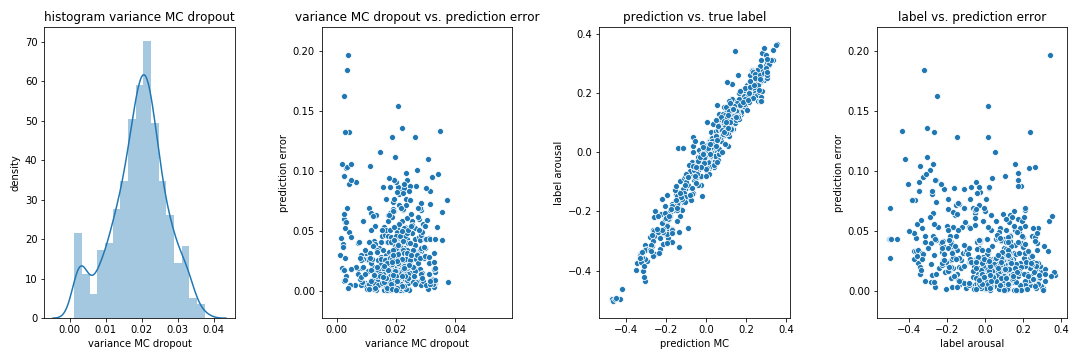 histogram variance MC dropout
70
60
50
40
30
20
10
0
density
0.00 0.01 0.02 0.03 0.04
variance MC dropout
variance MC dropout vs. prediction error
0.20
0.15
0.10
0.05
0.00
prediction error
0.00 0.02 0.04
variance MC dropout
prediction vs. true label
0.4
0.2
0.0
−0.2
−0.4
label arousal
−0.4 −0.2 0.0 0.2 0.4
prediction MC
label vs. prediction error
0.20
0.15
0.10
0.05
0.00
prediction error
−0.4 −0.2 0.0 0.2 0.4
label arousal